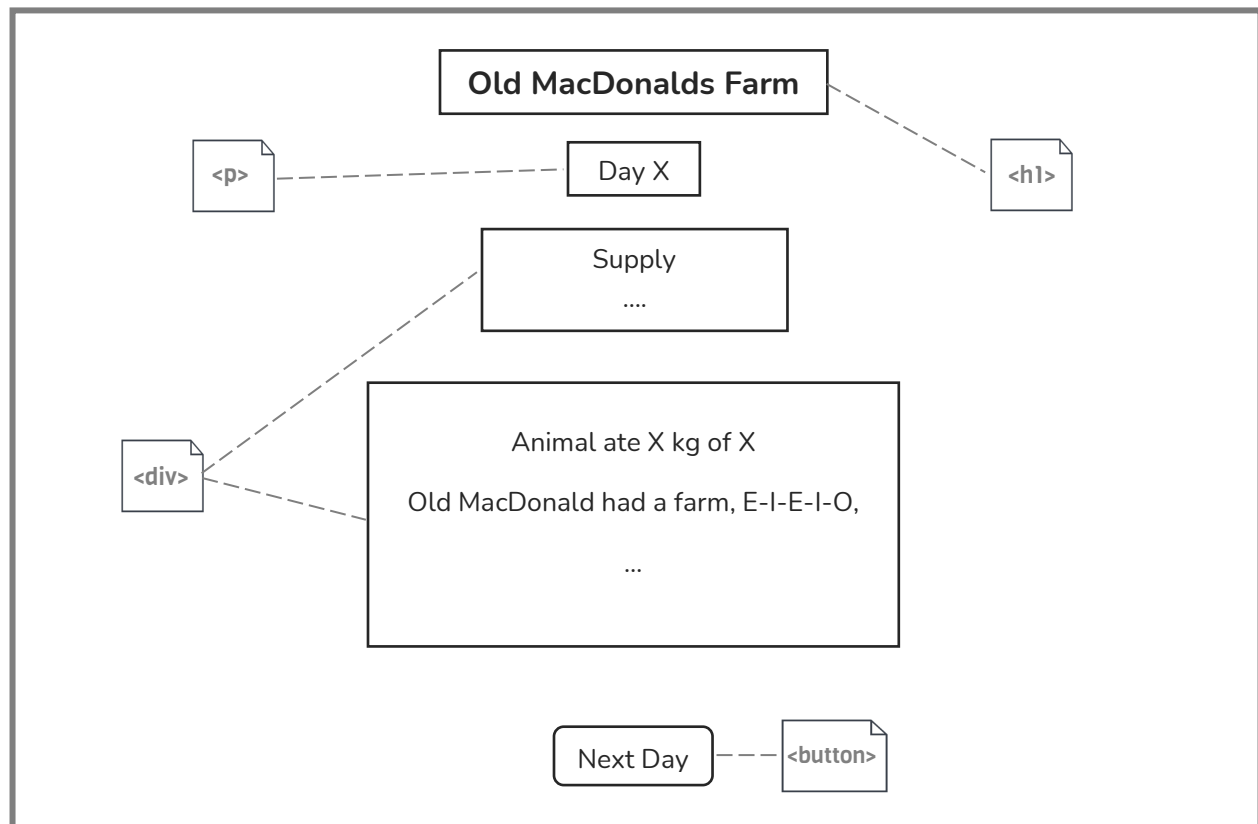 Old MacDonalds Farm
<p>
Day X
<h1>
Supply
....
<div>
Animal ate X kg of X
Old MacDonald had a farm, E-I-E-I-O,
...
Next Day
<button>